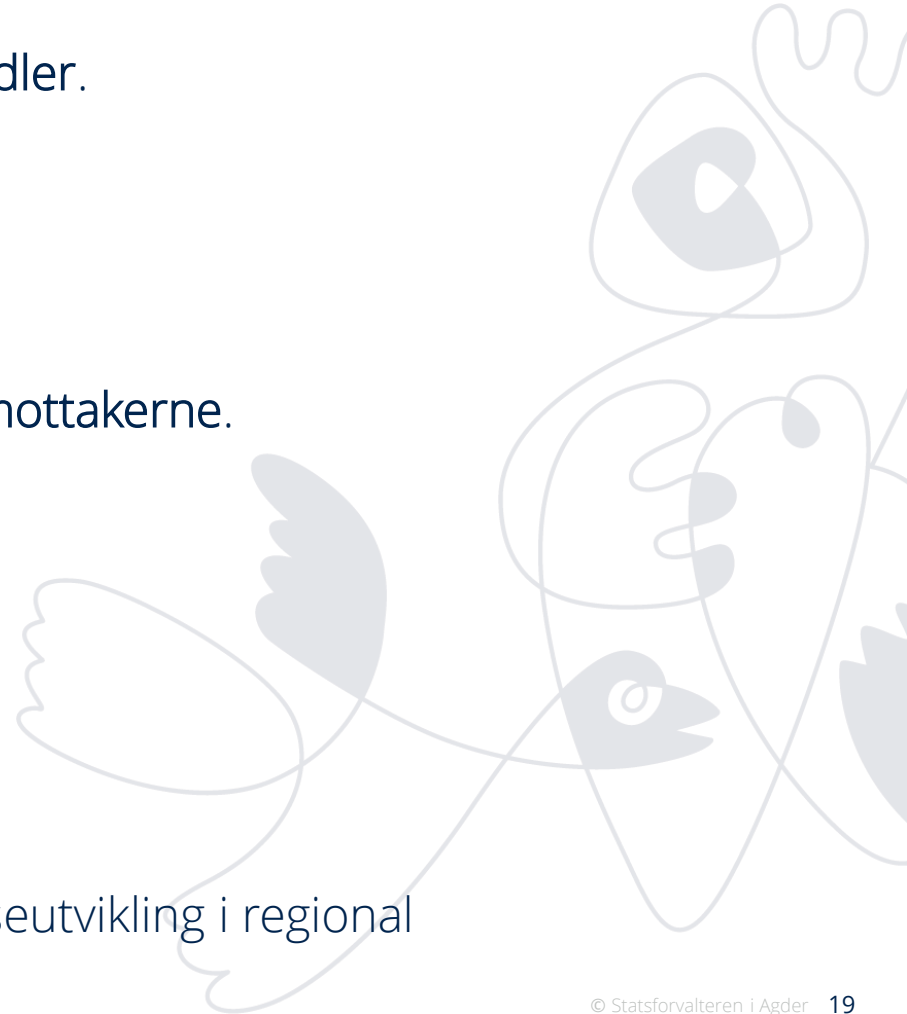 dler.
nottakerne.
seutvikling i regional
© Statsforvalteren i Agder 19